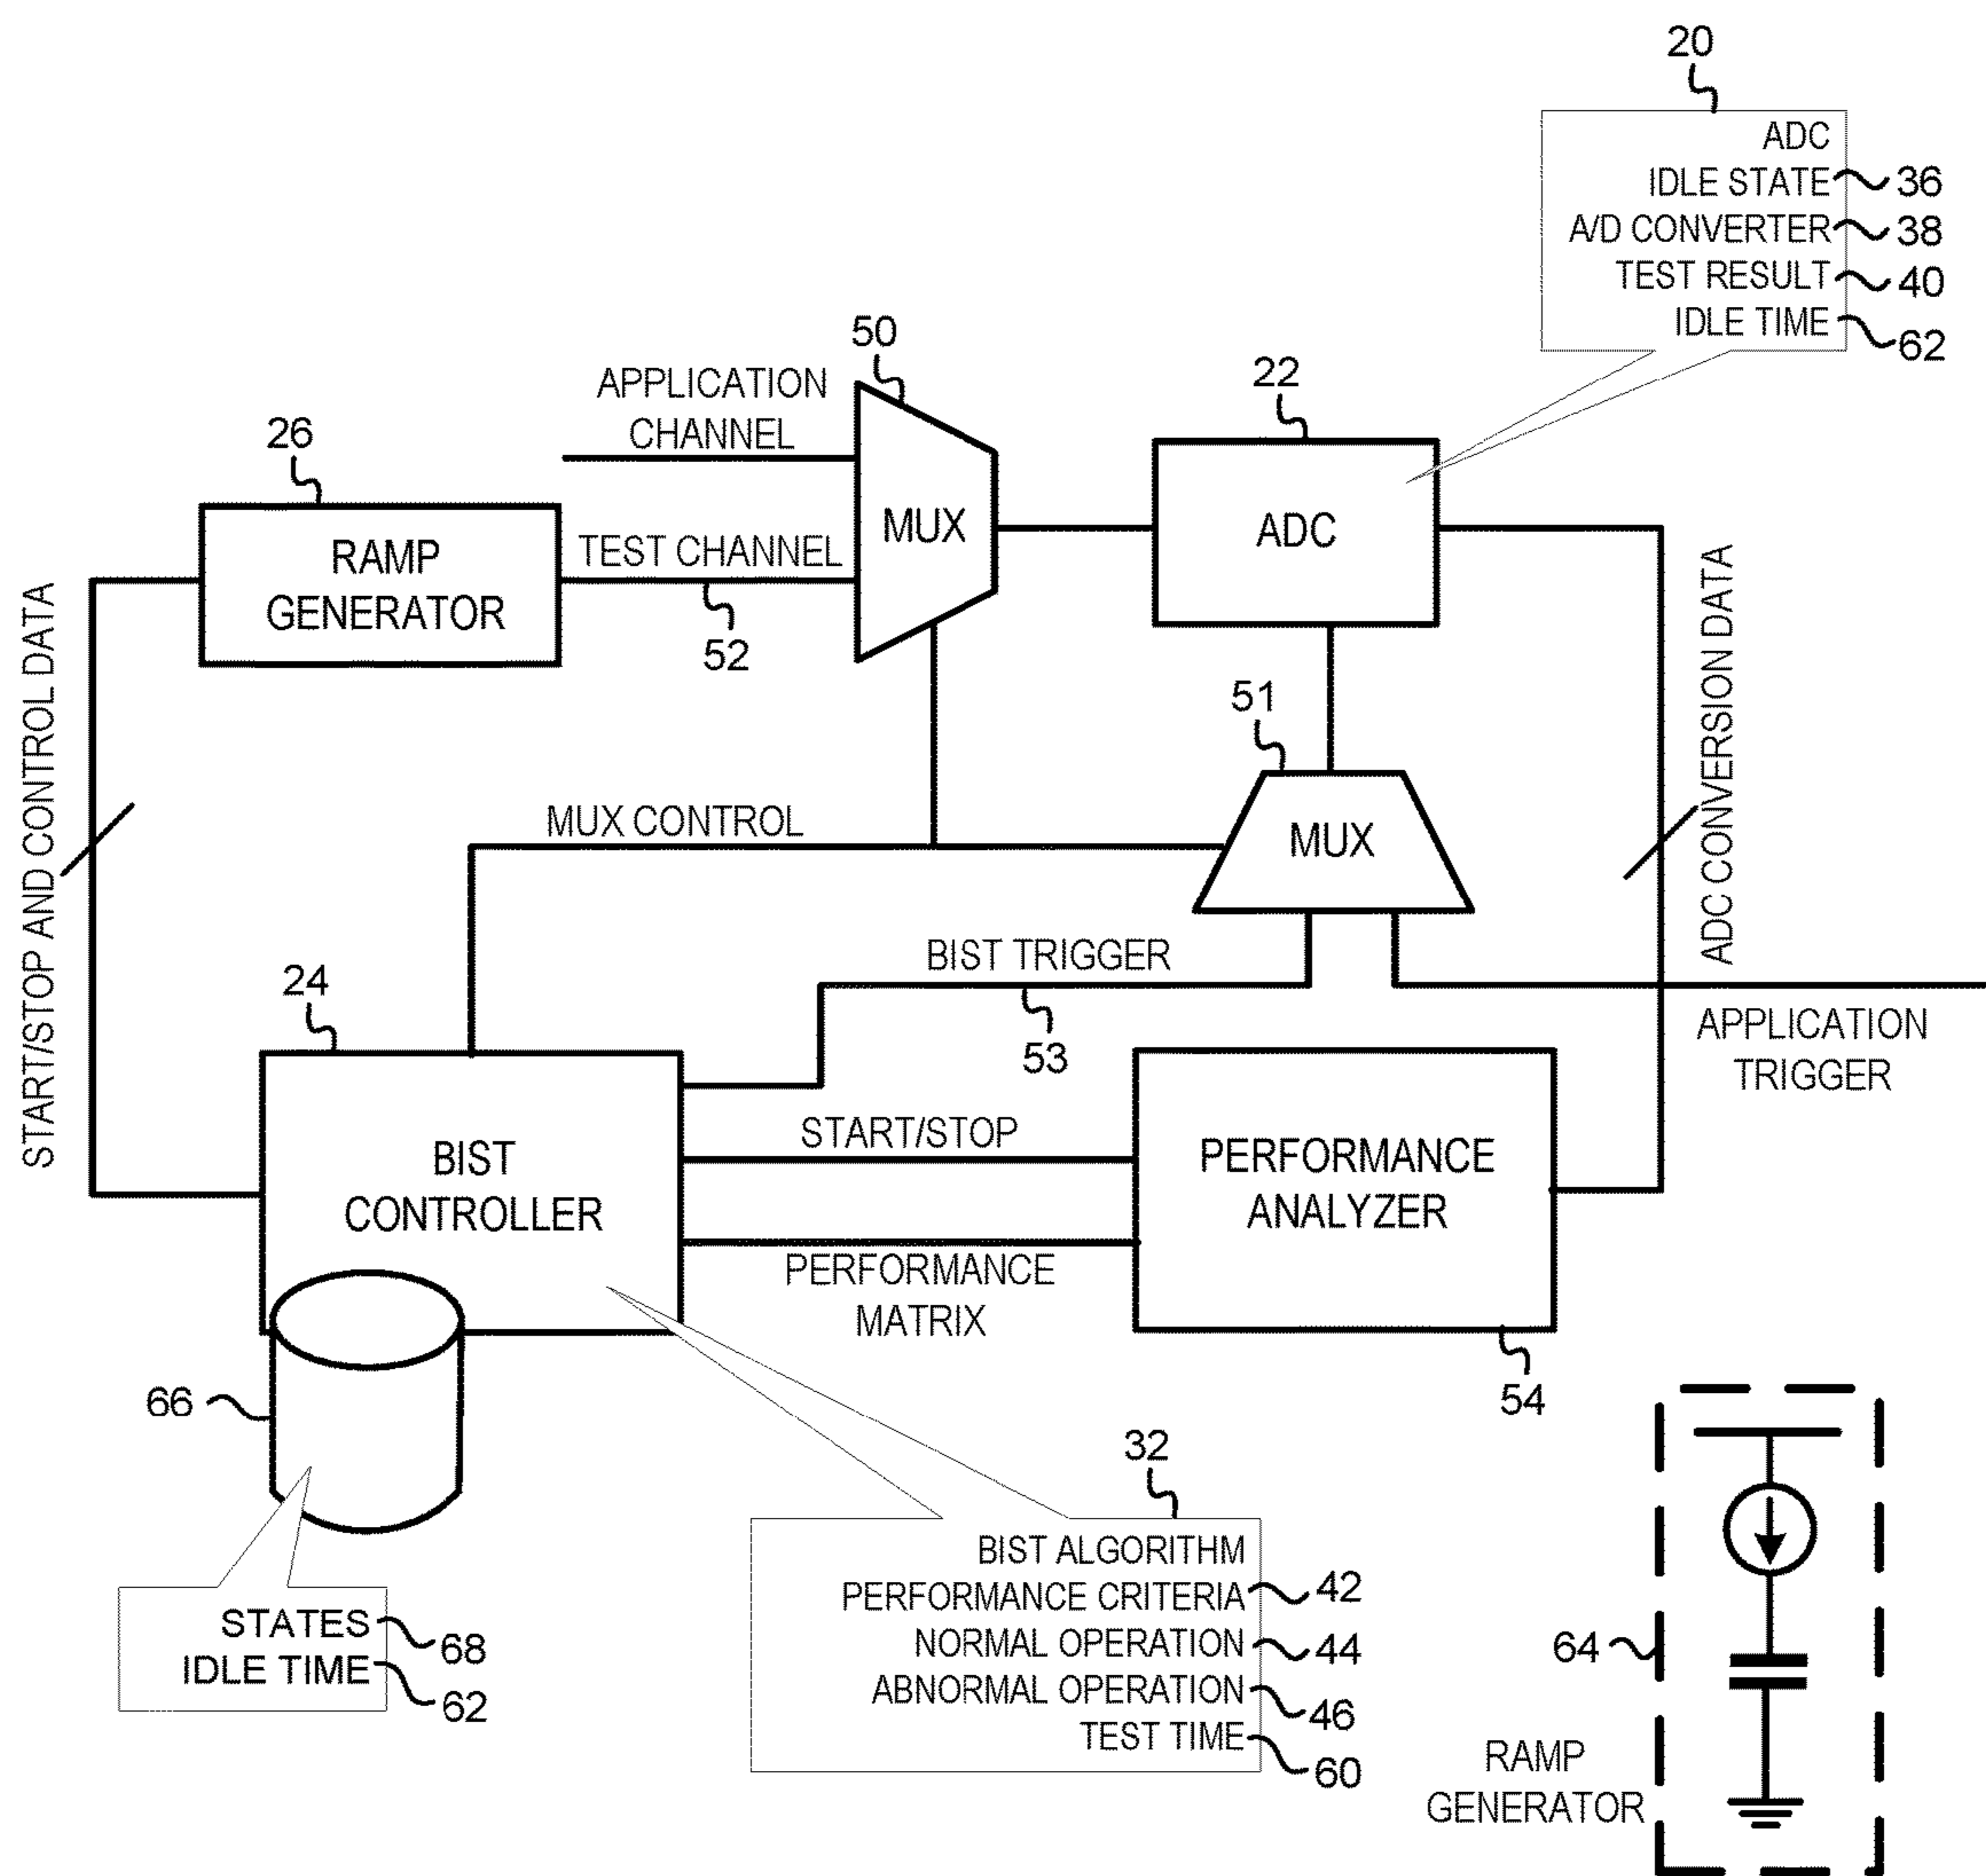 20
ADC
IDLE STATE 36
A/D CONVERTER 38
TEST RESULT 40
IDLE TIME 62
50
APPLICATION
CHANNEL
22
26
RAMP
GENERATOR
TEST CHANNEL
52
MUX
ADC
START/STOP AND CONTROL DATA
ADC CONVERSION DATA
51
MUX CONTROL
MUX
BIST TRIGGER
53
24
APPLICATION
TRIGGER
BIST
CONTROLLER
START/STOP
PERFORMANCE
ANALYZER
PERFORMANCE
MATRIX
54
66
32
BIST ALGORITHM
PERFORMANCE CRITERIA 42
NORMAL OPERATION 44
ABNORMAL OPERATION 46
TEST TIME 60
STATES 68
IDLE TIME 62
64
RAMP
GENERATOR